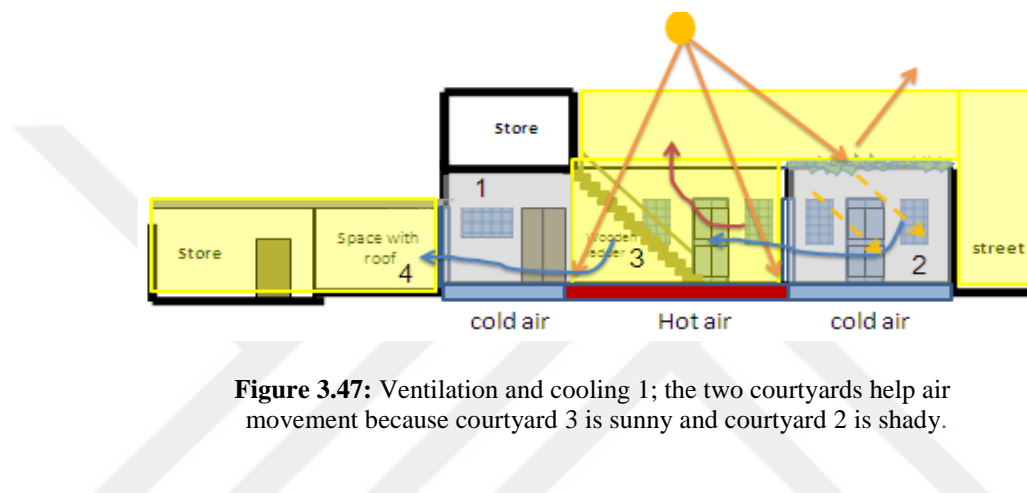 Store
1
Store
Space with
roof
4
Wooden
ladder
3
2
street
cold air
Hot air
cold air
Figure 3.47: Ventilation and cooling 1; the two courtyards help air
movement because courtyard 3 is sunny and courtyard 2 is shady.